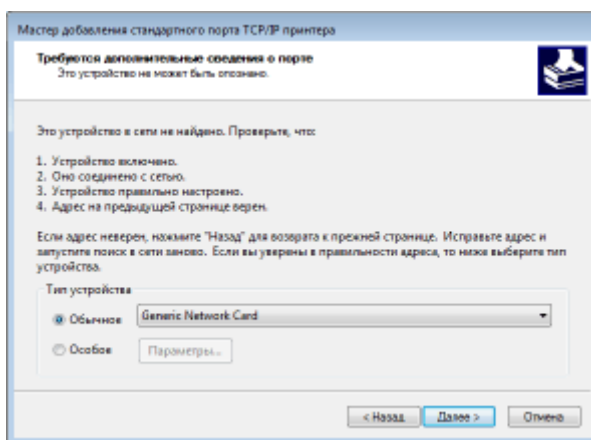 Мастер добавления стандартного порта TCP/IP принтера
Требуются дополнительные сведения о порте
Это устройство не может быть опознано.
Это устройство в сети не найдено. Проверьте, что:
1. Устройство включено.
2. Оно соединено с сетью.
3. Устройство правильно настроено.
4. Адрес на предыдущей странице верен.
Если адрес неверен, нажмите "Назад" для возврата к прежней странице. Исправьте адрес и
запустите поиск в сети заново. Если вы уверены в правильности адреса, то ниже выберите тип
устройства.
Тип устройства
Обычное Generic Network Card
Особое Параметры...
< Назад Далее > Отмена